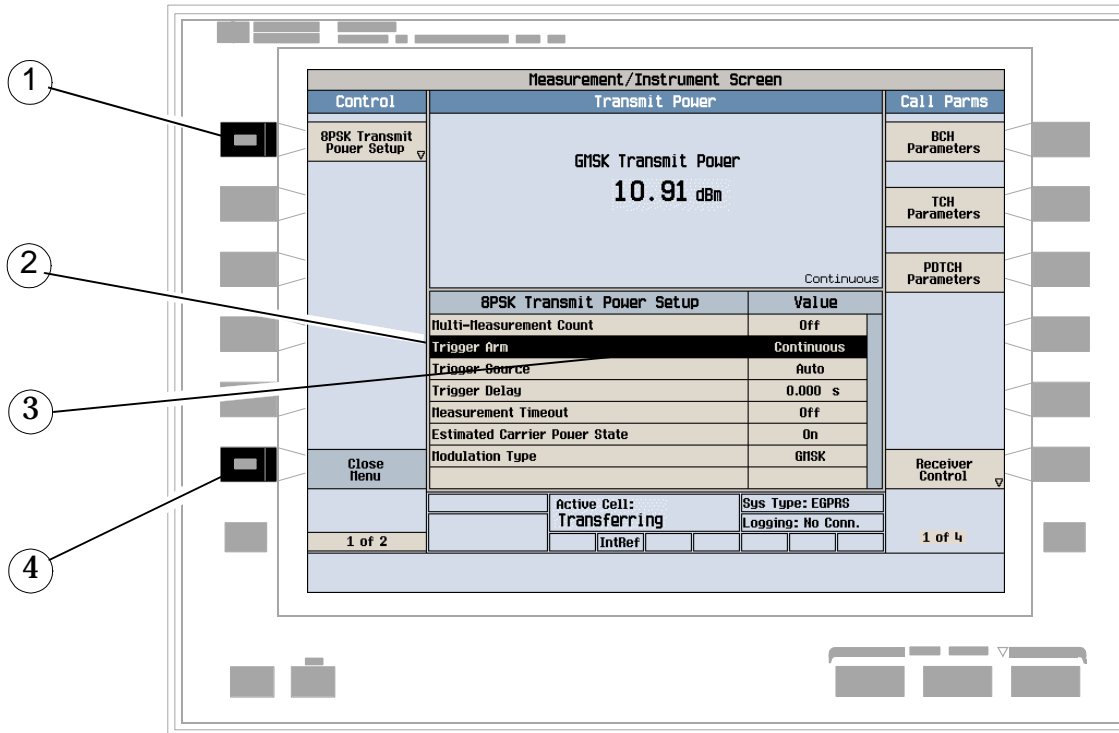 Measurement/Instrument Screen
Control
Transmit Power
Call Parms
1
8PSK Transmit
Power Setup
GMSK Transmit Power
10.91 dBm
Continuous
BCH
Parameters
TCH
Parameters
PDTCH
Parameters
2
8PSK Transmit Power Setup Value
Multi-Measurement Count Off
Trigger Arm Continuous
Trigger Source Auto
Trigger Delay 0.000 s
Measurement Timeout Off
Estimated Carrier Power State On
Modulation Type GMSK
3
4
Close
Menu
Receiver
Control
Active Cell:
Transferring
Sys Type: EGPRS
Logging: No Conn.
IntRef
1 of 2
1 of 4